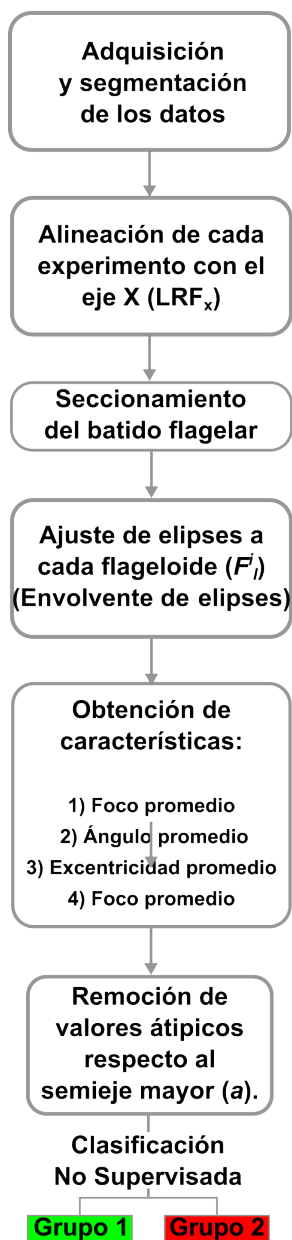 Adquisición
y segmentación
de los datos
Alineación de cada
experimento con el
eje X (LRFₓ)
Seccionamiento
del batido flagelar
Ajuste de elipses a
cada flageloide (Fⁱₗ)
(Envolvente de elipses)
Obtención de
características:
1) Foco promedio
2) Ángulo promedio
3) Excentricidad promedio
4) Foco promedio
Remoción de
valores átipicos
respecto al
semieje mayor (a).
Clasificación
No Supervisada
Grupo 1 Grupo 2